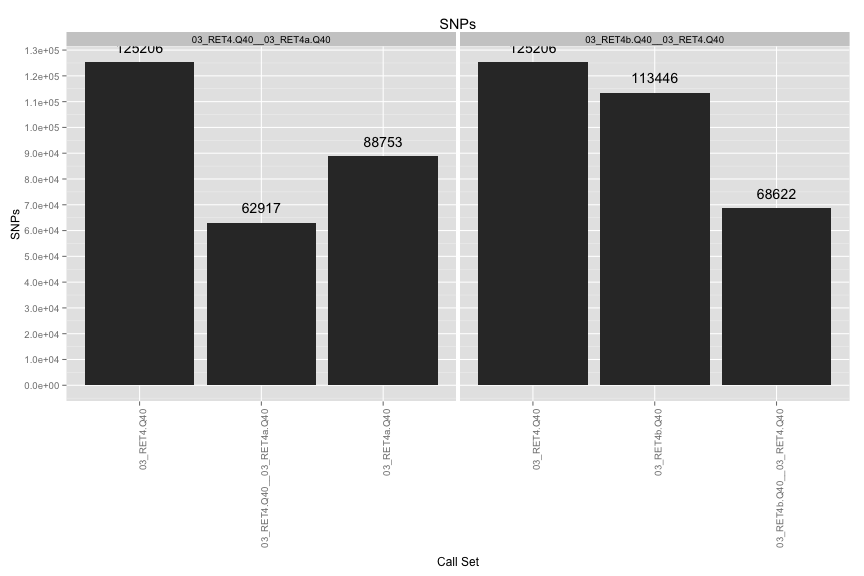 SNPs
03_RET4.Q40__03_RET4a.Q40
03_RET4b.Q40__03_RET4.Q40
1.3e+05
1.2e+05
1.1e+05
1.0e+05
9.0e+04
8.0e+04
7.0e+04
6.0e+04
5.0e+04
4.0e+04
3.0e+04
2.0e+04
1.0e+04
0.0e+00
SNPs
125206
62917
88753
125206
113446
68622
03_RET4.Q40
03_RET4.Q40__03_RET4a.Q40
03_RET4a.Q40
03_RET4.Q40
03_RET4b.Q40
03_RET4b.Q40__03_RET4.Q40
Call Set